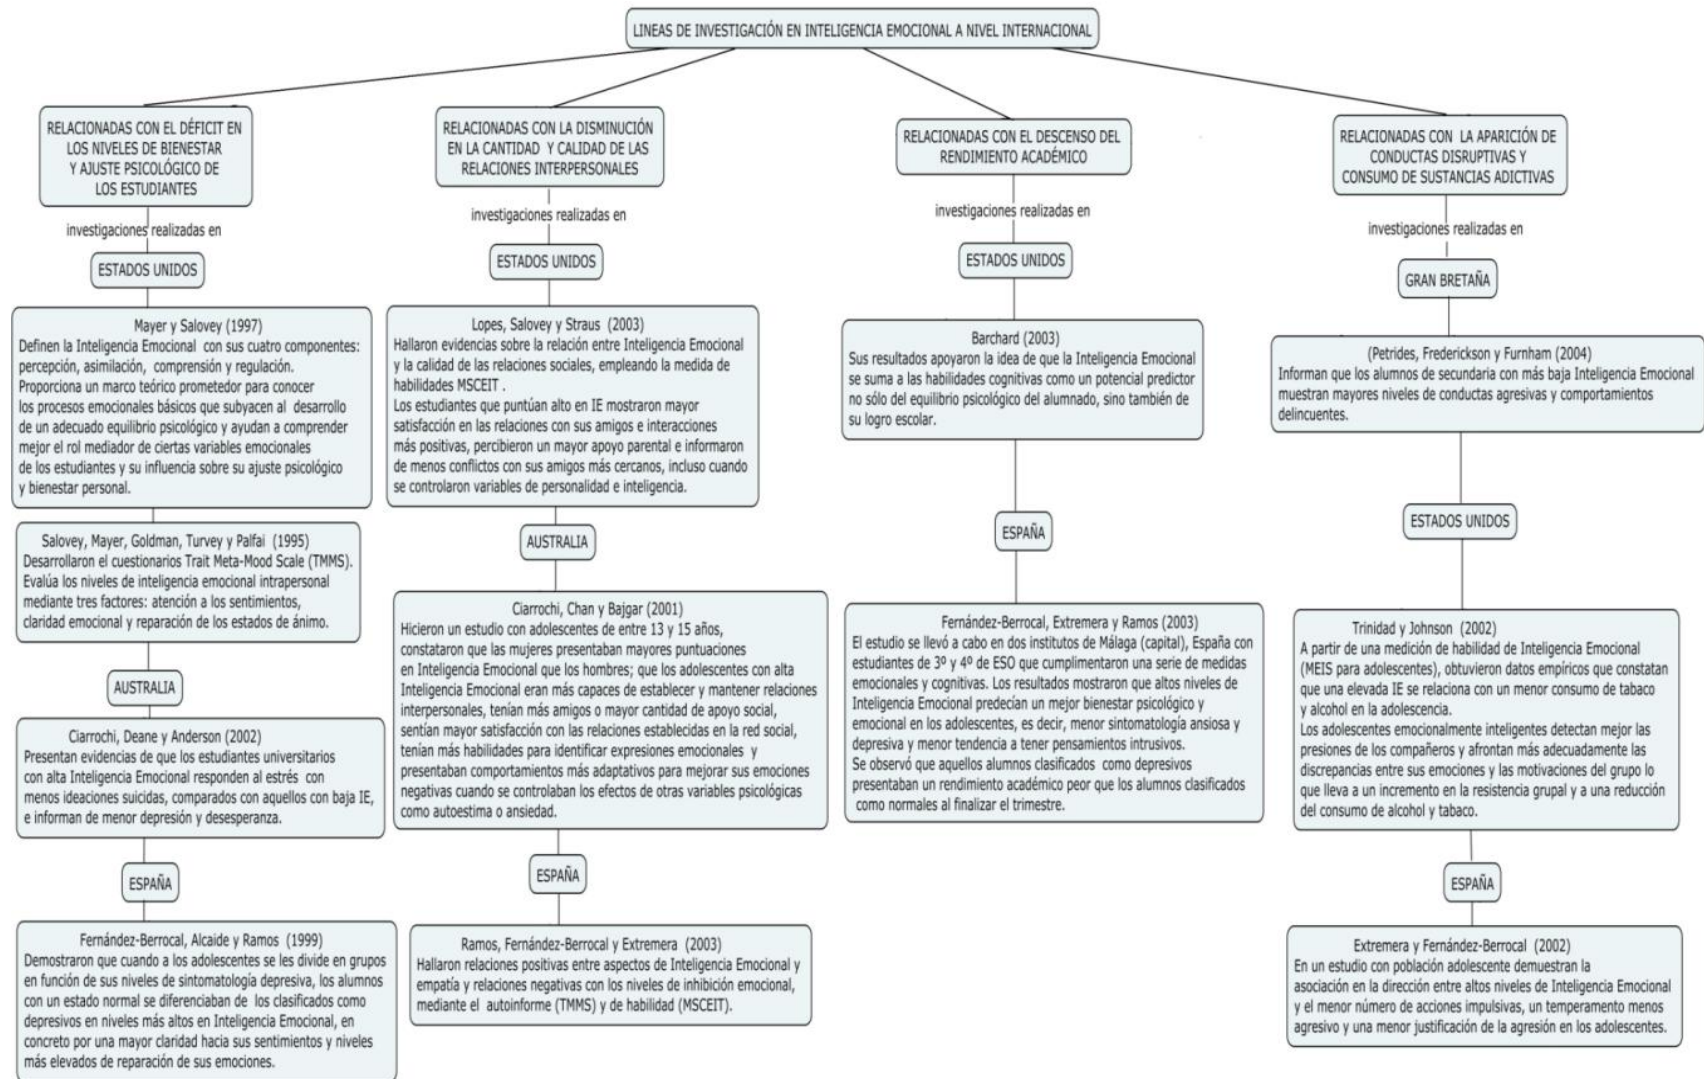 LINEAS DE INVESTIGACIÓN EN INTELIGENCIA EMOCIONAL A NIVEL INTERNACIONAL
RELACIONADAS CON EL DÉFICIT EN
LOS NIVELES DE BIENESTAR
Y AJUSTE PSICOLÓGICO DE
LOS ESTUDIANTES
investigaciones realizadas en
ESTADOS UNIDOS
Mayer y Salovey (1997)
Definen la Inteligencia Emocional con sus cuatro componentes:
percepción, asimilación, comprensión y regulación.
Proporciona un marco teórico prometedor para conocer
los procesos emocionales básicos que subyacen al desarrollo
de un adecuado equilibrio psicológico y ayudan a comprender
mejor el rol mediador de ciertas variables emocionales
de los estudiantes y su influencia sobre su ajuste psicológico
y bienestar personal.
Salovey, Mayer, Goldman, Turvey y Palfai (1995)
Desarrollaron el cuestionarios Trait Meta-Mood Scale (TMMS).
Evalúa los niveles de inteligencia emocional intrapersonal
mediante tres factores: atención a los sentimientos,
claridad emocional y reparación de los estados de ánimo.
AUSTRALIA
Ciarrochi, Deane y Anderson (2002)
Presentan evidencias de que los estudiantes universitarios
con alta Inteligencia Emocional responden al estrés con
menos ideaciones suicidas, comparados con aquellos con baja IE,
e informan de menor depresión y desesperanza.
ESPAÑA
Fernández-Berrocal, Alcaide y Ramos (1999)
Demostraron que cuando a los adolescentes se les divide en grupos
en función de sus niveles de sintomatología depresiva, los alumnos
con un estado normal se diferenciaban de los clasificados como
depresivos en niveles más altos en Inteligencia Emocional, en
concreto por una mayor claridad hacia sus sentimientos y niveles
más elevados de reparación de sus emociones.
RELACIONADAS CON LA DISMINUCIÓN
EN LA CANTIDAD Y CALIDAD DE LAS
RELACIONES INTERPERSONALES
investigaciones realizadas en
ESTADOS UNIDOS
Lopes, Salovey y Straus (2003)
Hallaron evidencias sobre la relación entre Inteligencia Emocional
y la calidad de las relaciones sociales, empleando la medida de
habilidades MSCEIT .
Los estudiantes que puntúan alto en IE mostraron mayor
satisfacción en las relaciones con sus amigos e interacciones
más positivas, percibieron un mayor apoyo parental e informaron
de menos conflictos con sus amigos más cercanos, incluso cuando
se controlaron variables de personalidad e inteligencia.
AUSTRALIA
Ciarrochi, Chan y Bajgar (2001)
Hicieron un estudio con adolescentes de entre 13 y 15 años,
constataron que las mujeres presentaban mayores puntuaciones
en Inteligencia Emocional que los hombres; que los adolescentes con alta
Inteligencia Emocional eran más capaces de establecer y mantener relaciones
interpersonales, tenían más amigos o mayor cantidad de apoyo social,
sentían mayor satisfacción con las relaciones establecidas en la red social,
tenían más habilidades para identificar expresiones emocionales y
presentaban comportamientos más adaptativos para mejorar sus emociones
negativas cuando se controlaban los efectos de otras variables psicológicas
como autoestima o ansiedad.
ESPAÑA
Ramos, Fernández-Berrocal y Extremera (2003)
Hallaron relaciones positivas entre aspectos de Inteligencia Emocional y
empatía y relaciones negativas con los niveles de inhibición emocional,
mediante el autoinforme (TMMS) y de habilidad (MSCEIT).
RELACIONADAS CON EL DESCENSO DEL
RENDIMIENTO ACADÉMICO
investigaciones realizadas en
ESTADOS UNIDOS
Barchard (2003)
Sus resultados apoyaron la idea de que la Inteligencia Emocional
se suma a las habilidades cognitivas como un potencial predictor
no sólo del equilibrio psicológico del alumnado, sino también de
su logro escolar.
ESPAÑA
Fernández-Berrocal, Extremera y Ramos (2003)
El estudio se llevó a cabo en dos institutos de Málaga (capital), España con
estudiantes de 3º y 4º de ESO que cumplimentaron una serie de medidas
emocionales y cognitivas. Los resultados mostraron que altos niveles de
Inteligencia Emocional predecían un mejor bienestar psicológico y
emocional en los adolescentes, es decir, menor sintomatología ansiosa y
depresiva y menor tendencia a tener pensamientos intrusivos.
Se observó que aquellos alumnos clasificados como depresivos
presentaban un rendimiento académico peor que los alumnos clasificados
como normales al finalizar el trimestre.
RELACIONADAS CON LA APARICIÓN DE
CONDUCTAS DISRUPTIVAS Y
CONSUMO DE SUSTANCIAS ADICTIVAS
investigaciones realizadas en
GRAN BRETAÑA
(Petrides, Frederickson y Furnham (2004)
Informan que los alumnos de secundaria con más baja Inteligencia Emocional
muestran mayores niveles de conductas agresivas y comportamientos
delincuentes.
ESTADOS UNIDOS
Trinidad y Johnson (2002)
A partir de una medición de habilidad de Inteligencia Emocional
(MEIS para adolescentes), obtuvieron datos empíricos que constatan
que una elevada IE se relaciona con un menor consumo de tabaco
y alcohol en la adolescencia.
Los adolescentes emocionalmente inteligentes detectan mejor las
presiones de los compañeros y afrontan más adecuadamente las
discrepancias entre sus emociones y las motivaciones del grupo lo
que lleva a un incremento en la resistencia grupal y a una reducción
del consumo de alcohol y tabaco.
ESPAÑA
Extremera y Fernández-Berrocal (2002)
En un estudio con población adolescente demuestran la
asociación en la dirección entre altos niveles de Inteligencia Emocional
y el menor número de acciones impulsivas, un temperamento menos
agresivo y una menor justificación de la agresión en los adolescentes.